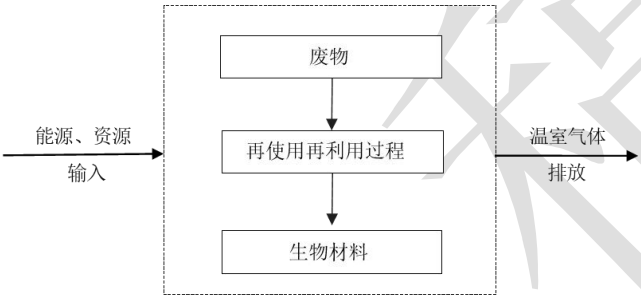 废物
能源、资源
输入
再使用再利用过程
温室气体
排放
生物材料